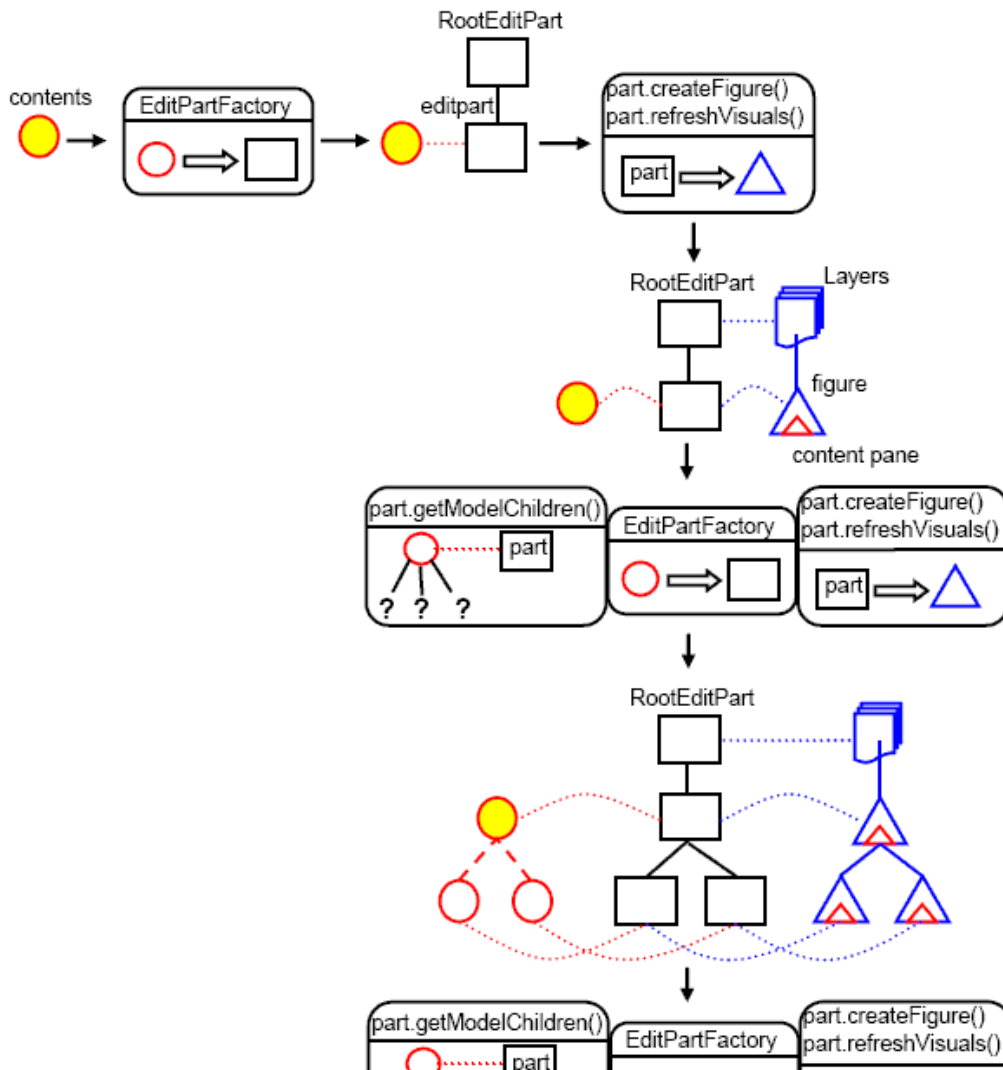 RootEditPart
contents
EditPartFactory
editpart
part.createFigure()
part.refreshVisuals()
part
RootEditPart
Layers
figure
content pane
part.getModelChildren()
part
? ? ?
EditPartFactory
part.createFigure()
part.refreshVisuals()
part
RootEditPart
part.getModelChildren()
part
EditPartFactory
part.createFigure()
part.refreshVisuals()